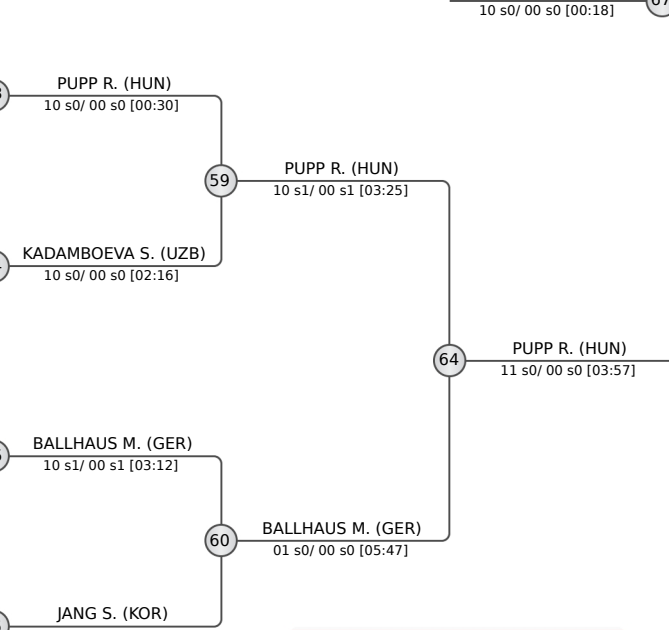 10 s0/ 00 s0 [00:18]
67
PUPP R. (HUN)
10 s0/ 00 s0 [00:30]
59
PUPP R. (HUN)
10 s1/ 00 s1 [03:25]
KADAMBOEVA S. (UZB)
10 s0/ 00 s0 [02:16]
64
PUPP R. (HUN)
11 s0/ 00 s0 [03:57]
BALLHAUS M. (GER)
10 s1/ 00 s1 [03:12]
60
BALLHAUS M. (GER)
01 s0/ 00 s0 [05:47]
JANG S. (KOR)